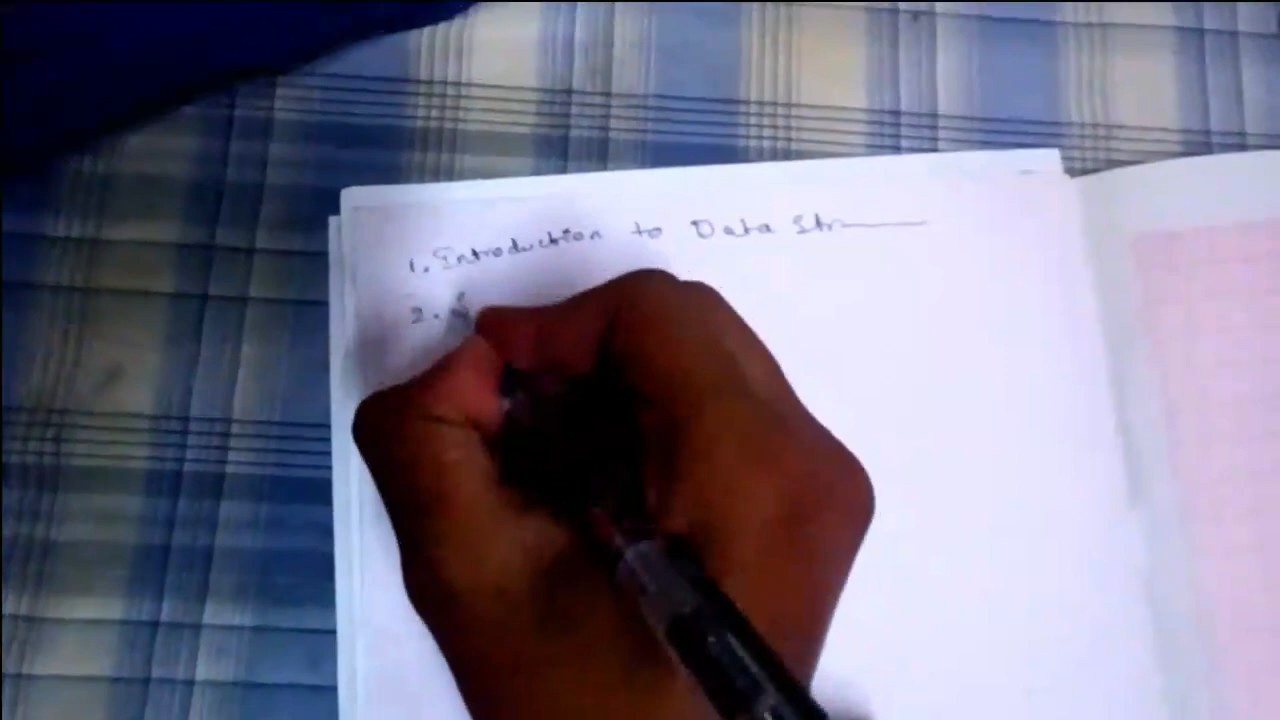 1. Introduction to Data Str
2. S